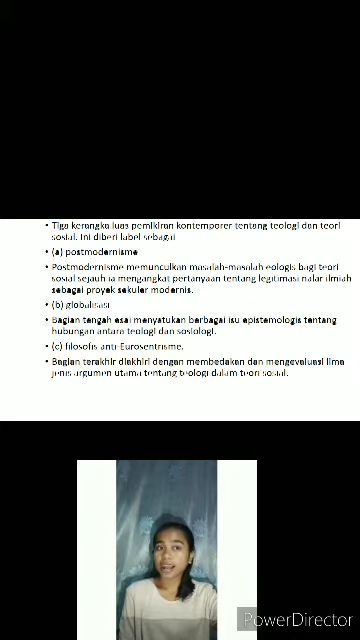 • Tiga kerangka luas pemikiran kontemporer tentang teologi dan teori
sosial. Ini diberi label sebagai
• (a) postmodernisme
• Postmodernisme memunculkan masalah-masalah eologis bagi teori
sosial sejauh ia mengangkat pertanyaan tentang legitimasi nalar ilmiah
sebagai proyek sekuler modernis.
• (b) globalisasi
• Bagian tengah esai menyatukan berbagai isu epistemologis tentang
hubungan antara teologi dan sosiologi.
• (c) filosofis anti-Eurosentrisme.
• Bagian terakhir diakhiri dengan membedakan dan mengevaluasi lima
jenis argumen utama tentang teologi dalam teori sosial.
PowerDirector